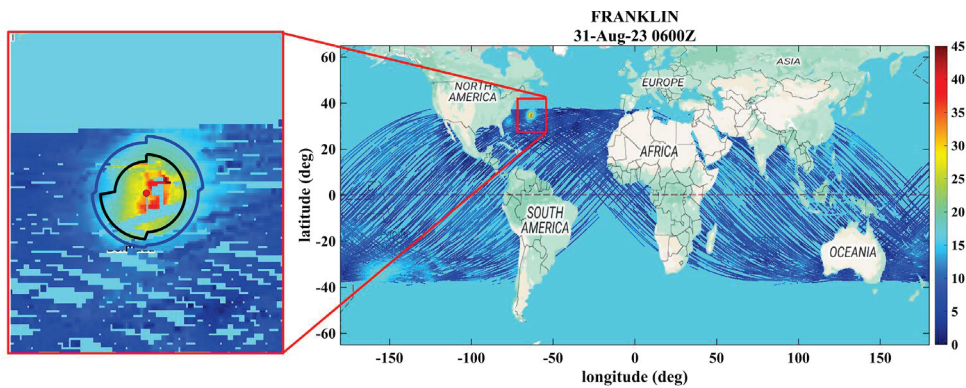 FRANKLIN
31-Aug-23 0600Z
60
40
20
0
-20
-40
-60
latitude (deg)
NORTH
AMERICA
EUROPE
ASIA
AFRICA
SOUTH
AMERICA
OCEANIA
-150
-100
-50
0
50
100
150
longitude (deg)
45
40
35
30
25
20
15
10
5
0